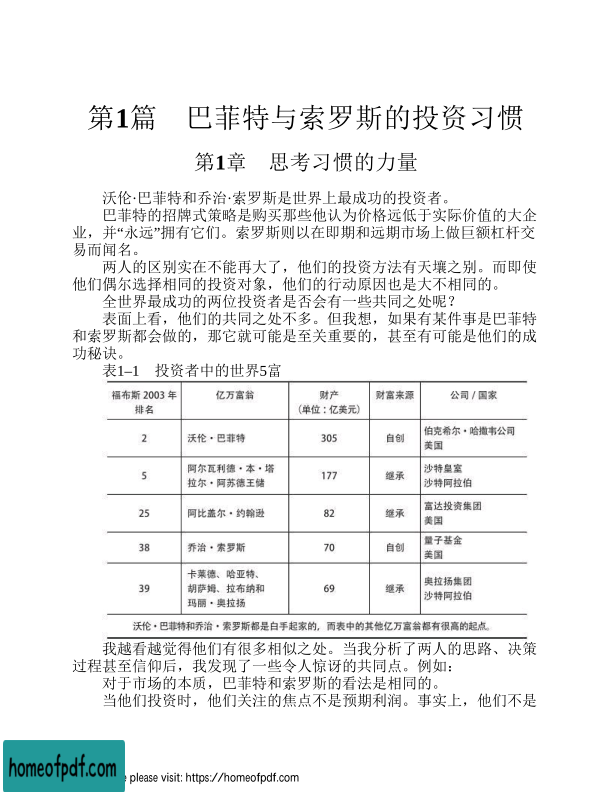 第1篇 巴菲特与索罗斯的投资习惯
第1章 思考习惯的力量
沃伦·巴菲特和乔治·索罗斯是世界上最成功的投资者。
巴菲特的招牌式策略是购买那些他认为价格远低于实际价值的大企
业，并“永远”拥有它们。索罗斯则以在即期和远期市场上做巨额杠杆交
易而闻名。
两人的区别实在不能再大了，他们的投资方法有天壤之别。而即使
他们偶尔选择相同的投资对象，他们的行动原因也是大不相同的。
全世界最成功的两位投资者是否会有一些共同之处呢？
表面上看，他们的共同之处不多。但我想，如果有某件事是巴菲特
和索罗斯都会做的，那它就可能是至关重要的，甚至有可能是他们的成
功秘诀。
表1–1 投资者中的世界5富
福布斯 2003 年 亿万富翁 财产 财富来源 公司 / 国家
排名 （单位：亿美元）
2 沃伦・巴菲特 305 自创 伯克希尔・哈撒韦公司
美国
5 阿尔瓦利德・本・塔 177 继承 沙特皇室
拉尔・阿苏德王储 沙特阿拉伯
25 阿比盖尔・约翰逊 82 继承 富达投资集团
美国
38 乔治・索罗斯 70 自创 量子基金
美国
39 卡莱德、哈亚特、 69 继承 奥拉扬集团
胡萨姆、拉布纳和 沙特阿拉伯
玛丽・奥拉扬
沃伦・巴菲特和乔治・索罗斯都是白手起家的，而表中的其他亿万富翁都有很高的起点。
我越看越觉得他们有很多相似之处。当我分析了两人的思路、决策
过程甚至信仰后，我发现了一些令人惊讶的共同点。例如：
对于市场的本质，巴菲特和索罗斯的看法是相同的。
当他们投资时，他们关注的焦点不是预期利润。事实上，他们不是
homeofpdf.com
e please visit: https://homeofpdf.com